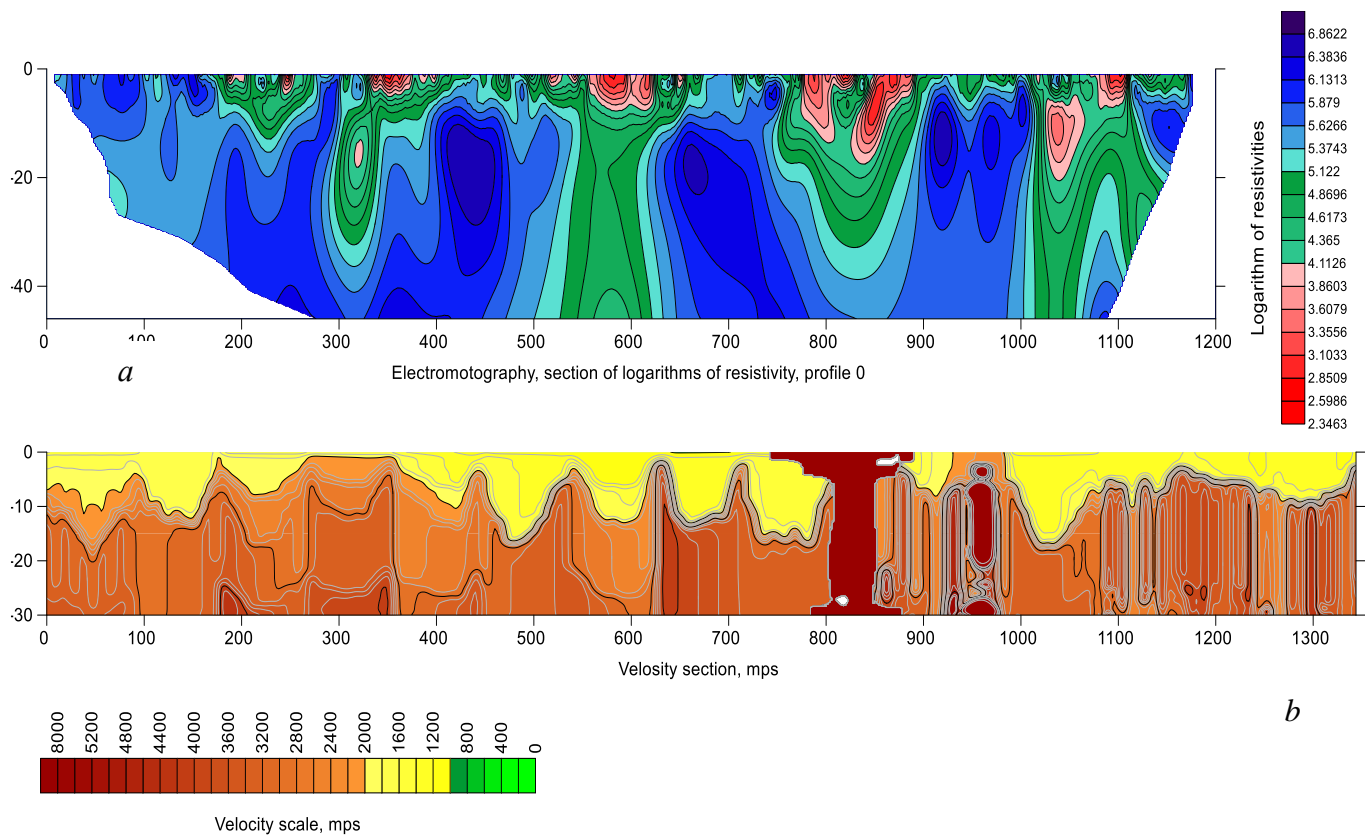 6.8622
6.3836
6.1313
5.879
5.6266
5.3743
5.122
4.8696
4.6173
4.365
4.1126
3.8603
3.6079
3.3556
3.1033
2.8509
2.5986
2.3463
Logarithm of resistivities
0
-20
-40
0 100 200 300 400 500 600 700 800 900 1000 1100 1200
a
Electromotography, section of logarithms of resistivity, profile 0
0
-10
-20
-30
0 100 200 300 400 500 600 700 800 900 1000 1100 1200 1300
Velosity section, mps
b
8000 5200 4800 4400 4000 3600 3200 2800 2400 2000 1600 1200 800 400 0
Velocity scale, mps